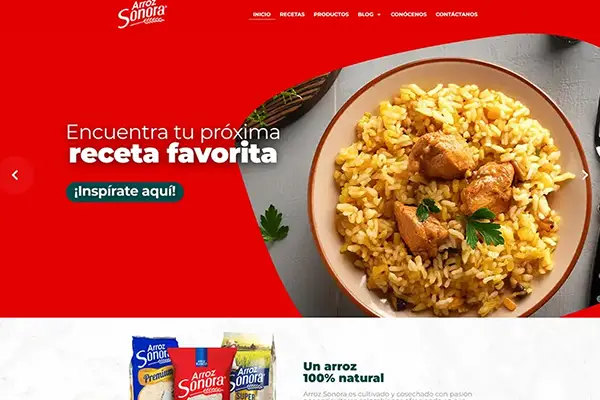 Arroz
Sonora
INICIO RECETAS PRODUCTOS BLOG CONÓCENOS CONTÁCTANOS
Encuentra tu próxima
receta favorita
¡Inspírate aquí!
Arroz
Sonora
Premium
Arroz
Sonora
Arroz
Sonora
SUPER
Un arroz
100% natural
Arroz Sonora es cultivado y cosechado con pasión